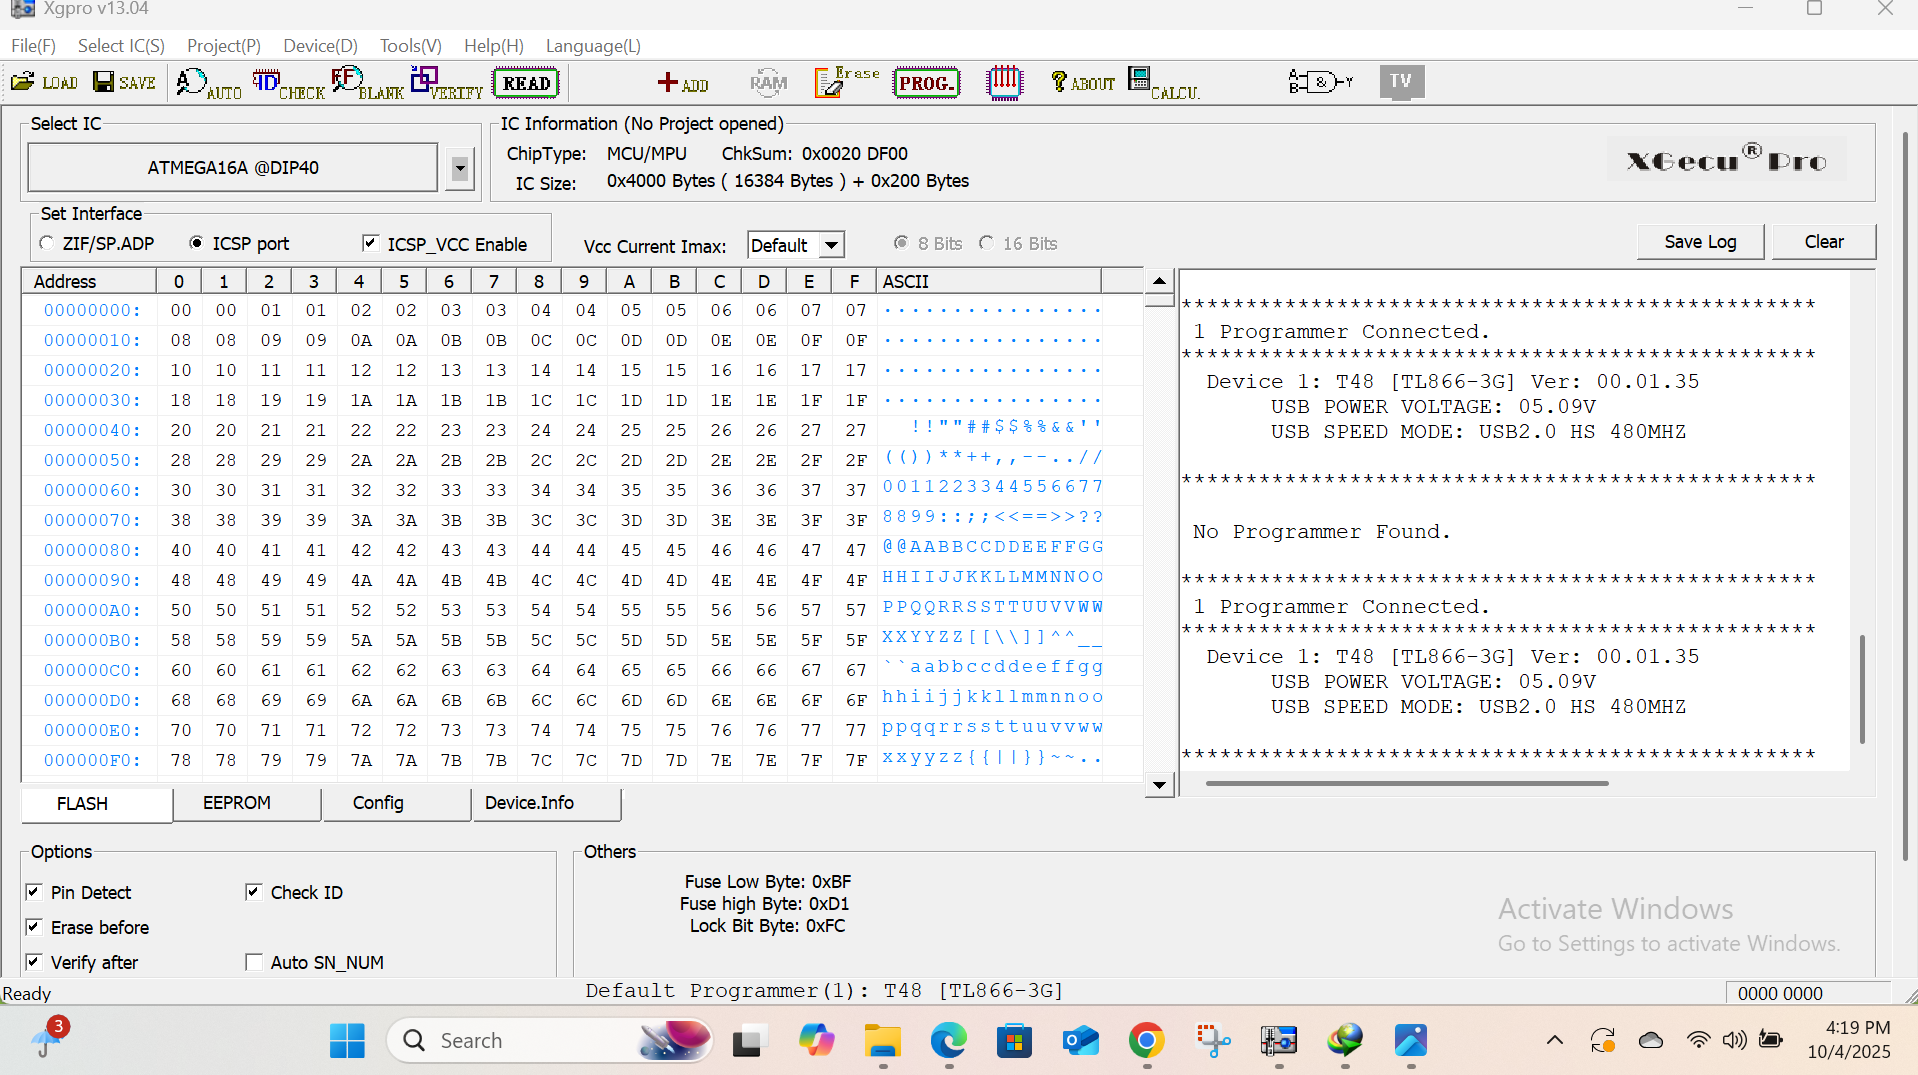 Xgpro v13.04
File(F) Select IC(S) Project(P) Device(D) Tools(V) Help(H) Language(L)
LOAD SAVE AUTO CHECK BLANK VERIFY READ ADD RAM Erase PROG. ABOUT CALCU. TV
Select IC
ATMEGA16A @DIP40
IC Information (No Project opened)
ChipType: MCU/MPU ChkSum: 0x0020 DF00
IC Size: 0x4000 Bytes ( 16384 Bytes ) + 0x200 Bytes
XGecu® Pro
Set Interface
ZIF/SP.ADP ICSP port ICSP_VCC Enable
Vcc Current Imax: Default 8 Bits 16 Bits
Save Log Clear
Address 0 1 2 3 4 5 6 7 8 9 A B C D E F ASCII
00000000: 00 00 01 01 02 02 03 03 04 04 05 05 06 06 07 07 ................
00000010: 08 08 09 09 0A 0A 0B 0B 0C 0C 0D 0D 0E 0E 0F 0F ................
00000020: 10 10 11 11 12 12 13 13 14 14 15 15 16 16 17 17 ................
00000030: 18 18 19 19 1A 1A 1B 1B 1C 1C 1D 1D 1E 1E 1F 1F ................
00000040: 20 20 21 21 22 22 23 23 24 24 25 25 26 26 27 27 !!""##$$%%&&''
00000050: 28 28 29 29 2A 2A 2B 2B 2C 2C 2D 2D 2E 2E 2F 2F (())**++,,--..//
00000060: 30 30 31 31 32 32 33 33 34 34 35 35 36 36 37 37 0011223344556677
00000070: 38 38 39 39 3A 3A 3B 3B 3C 3C 3D 3D 3E 3E 3F 3F 8899::;;<<==>>??
00000080: 40 40 41 41 42 42 43 43 44 44 45 45 46 46 47 47 @@AABBCCDDEEFFGG
00000090: 48 48 49 49 4A 4A 4B 4B 4C 4C 4D 4D 4E 4E 4F 4F HHIIJJKKLLMMNNOO
000000A0: 50 50 51 51 52 52 53 53 54 54 55 55 56 56 57 57 PPQQRRSSTTUUVVWW
000000B0: 58 58 59 59 5A 5A 5B 5B 5C 5C 5D 5D 5E 5E 5F 5F XXYYZZ[[\\]]^^__
000000C0: 60 60 61 61 62 62 63 63 64 64 65 65 66 66 67 67 ``aabbccddeeffgg
000000D0: 68 68 69 69 6A 6A 6B 6B 6C 6C 6D 6D 6E 6E 6F 6F hhiijjkkllmmnnoo
000000E0: 70 70 71 71 72 72 73 73 74 74 75 75 76 76 77 77 ppqqrrssttuuvvww
000000F0: 78 78 79 79 7A 7A 7B 7B 7C 7C 7D 7D 7E 7E 7F 7F xxyyzz{{||}}~~..
*************************************************
1 Programmer Connected.
*************************************************
Device 1: T48 [TL866-3G] Ver: 00.01.35
USB POWER VOLTAGE: 05.09V
USB SPEED MODE: USB2.0 HS 480MHZ
*************************************************
No Programmer Found.
*************************************************
1 Programmer Connected.
*************************************************
Device 1: T48 [TL866-3G] Ver: 00.01.35
USB POWER VOLTAGE: 05.09V
USB SPEED MODE: USB2.0 HS 480MHZ
*************************************************
FLASH EEPROM Config Device.Info
Options
Pin Detect Check ID
Erase before
Verify after Auto SN_NUM
Others
Fuse Low Byte: 0xBF
Fuse high Byte: 0xD1
Lock Bit Byte: 0xFC
Activate Windows
Go to Settings to activate Windows.
Ready Default Programmer(1): T48 [TL866-3G] 0000 0000
3
Search
4:19 PM
10/4/2025